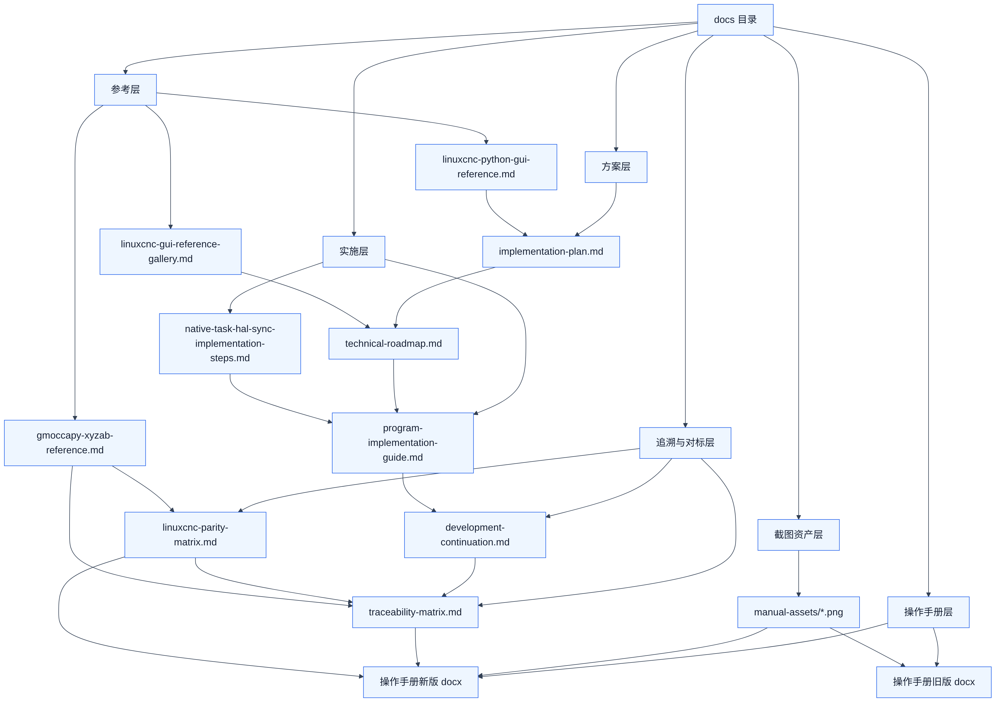 docs 目录
参考层
linuxcnc-python-gui-
reference.md
方案层
linuxcnc-gui-reference-
gallery.md
实施层
implementation-plan.md
native-task-hal-sync-
implementation-
steps.md
technical-roadmap.md
gmoccapy-xyzab-
reference.md
program-
implementation-
guide.md
追溯与对标层
linuxcnc-parity-
matrix.md
development-
continuation.md
截图资产层
traceability-matrix.md
manual-assets/*.png
操作手册层
操作手册新版 docx
操作手册旧版 docx